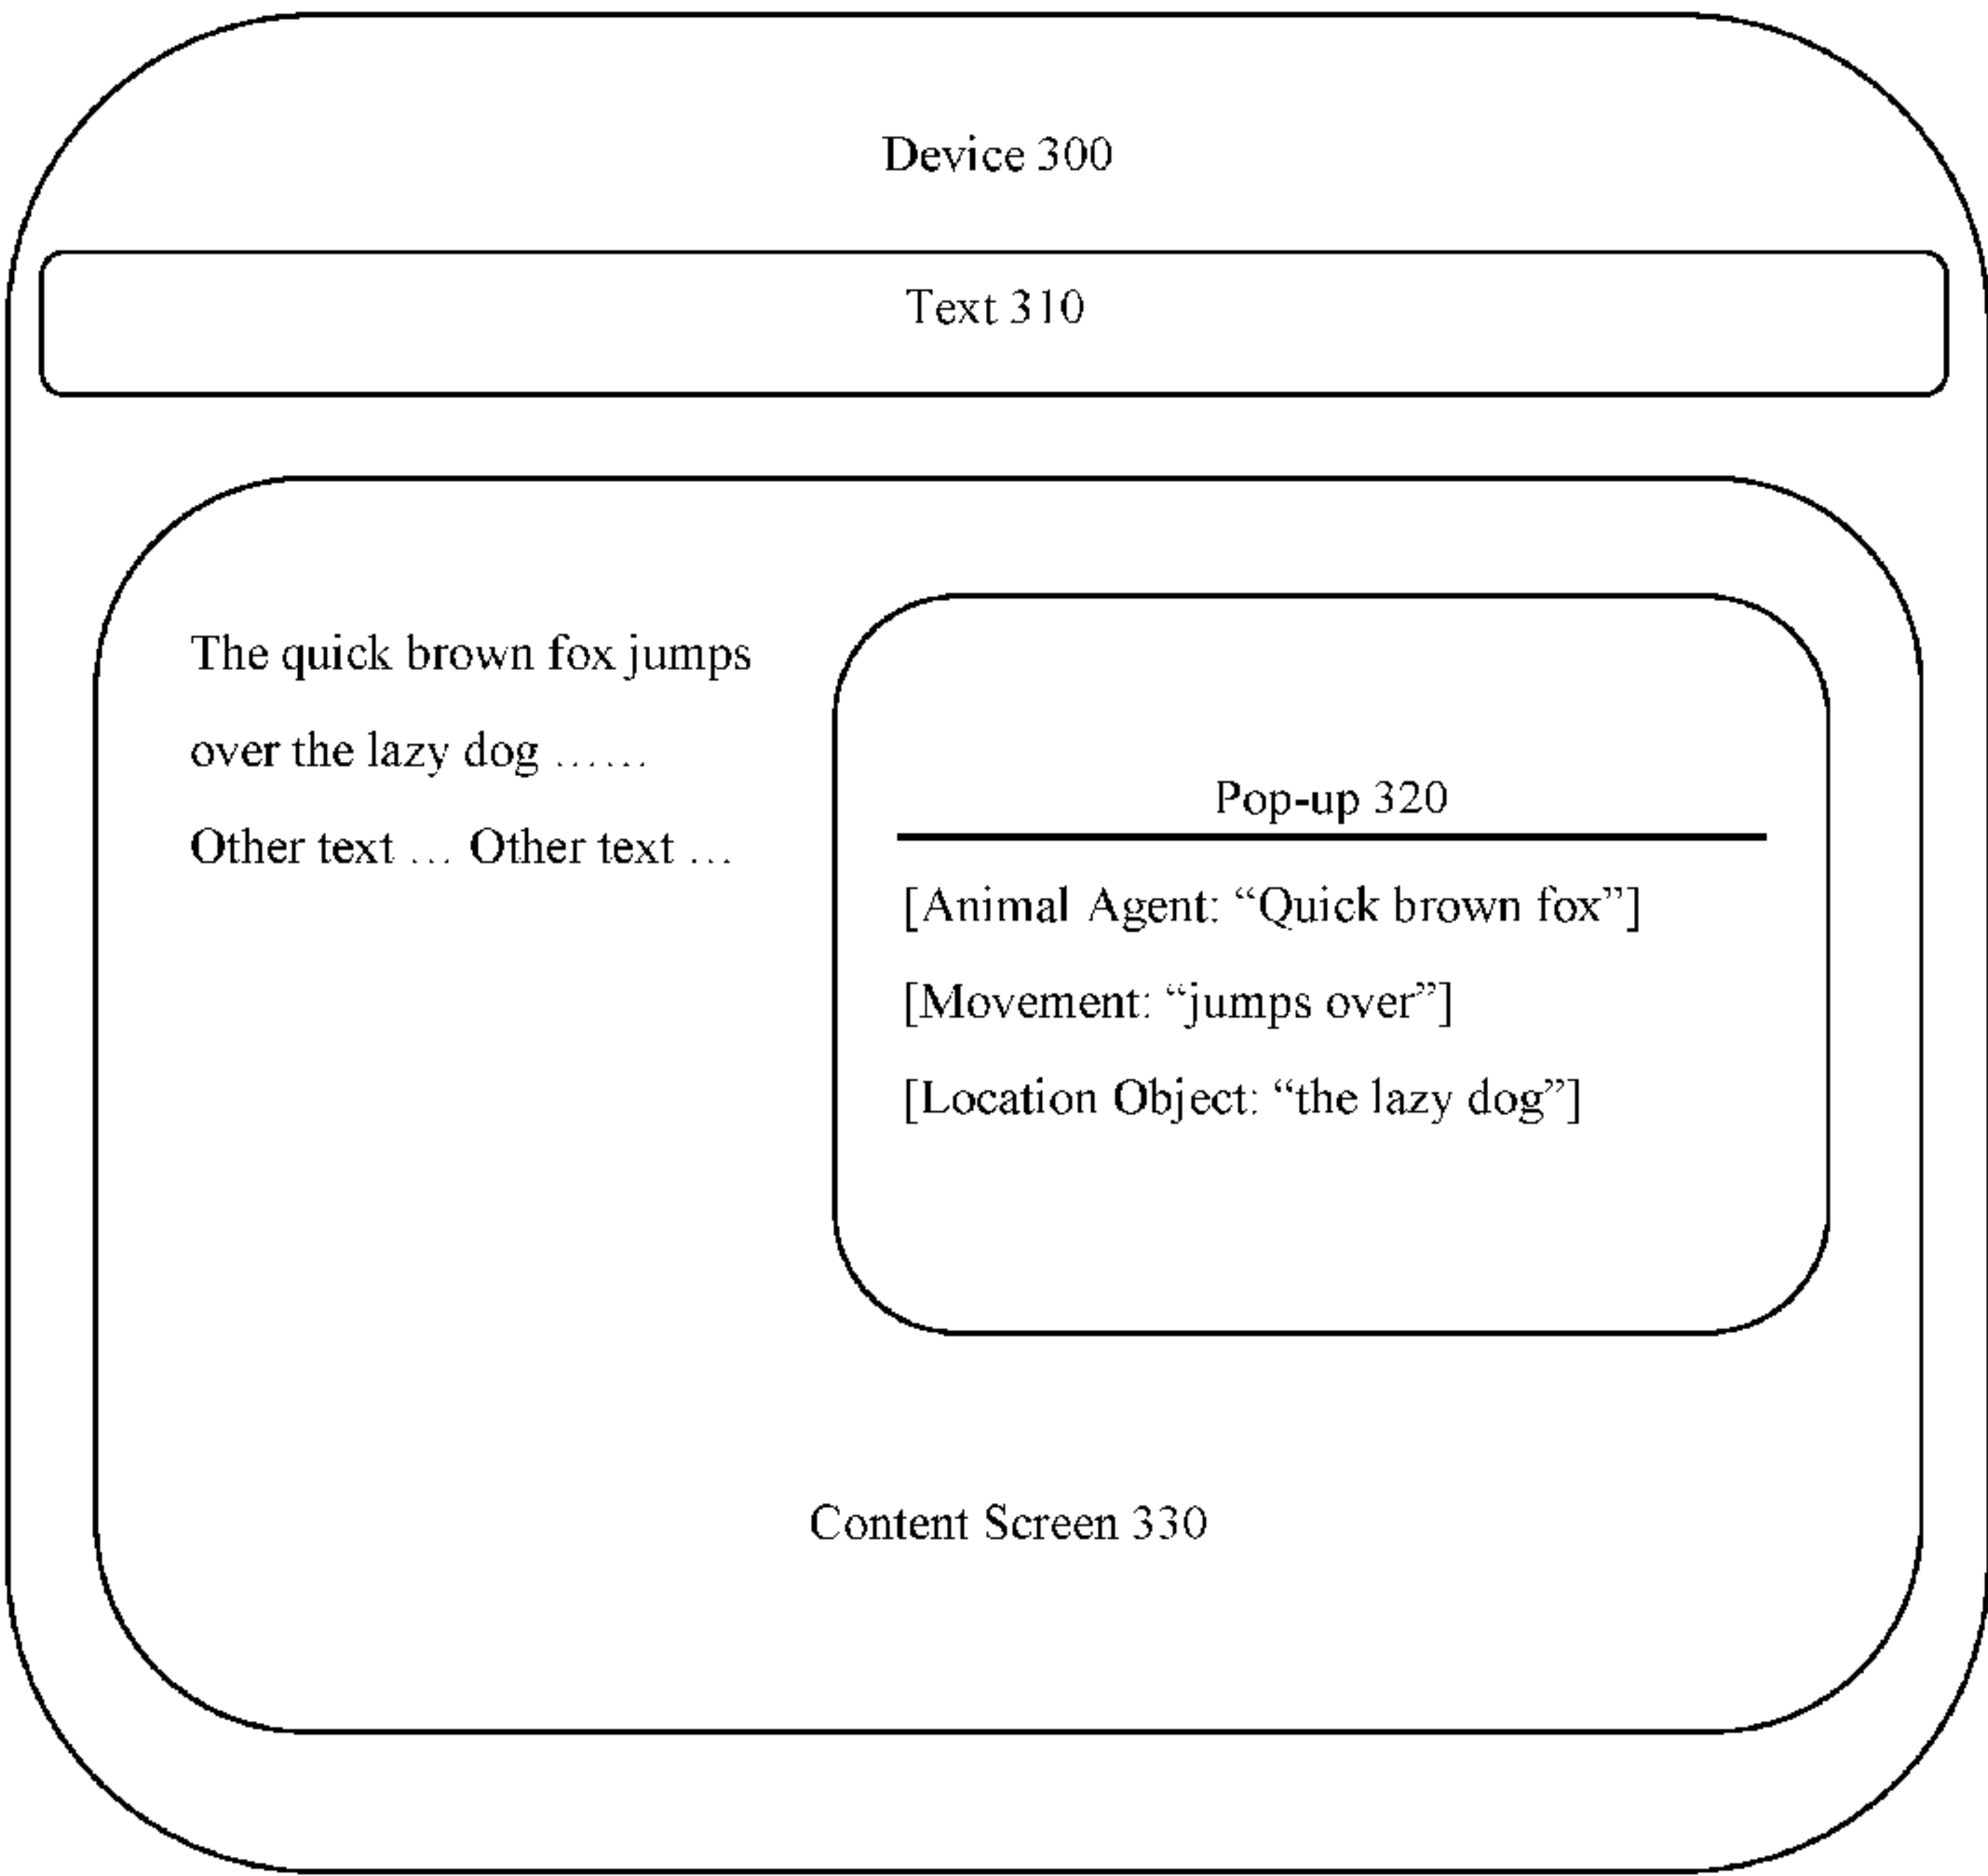 Device 300
Text 310
The quick brown fox jumps
over the lazy dog ……
Other text … Other text …
Pop-up 320
[Animal Agent: “Quick brown fox”]
[Movement: “jumps over”]
[Location Object: “the lazy dog”]
Content Screen 330